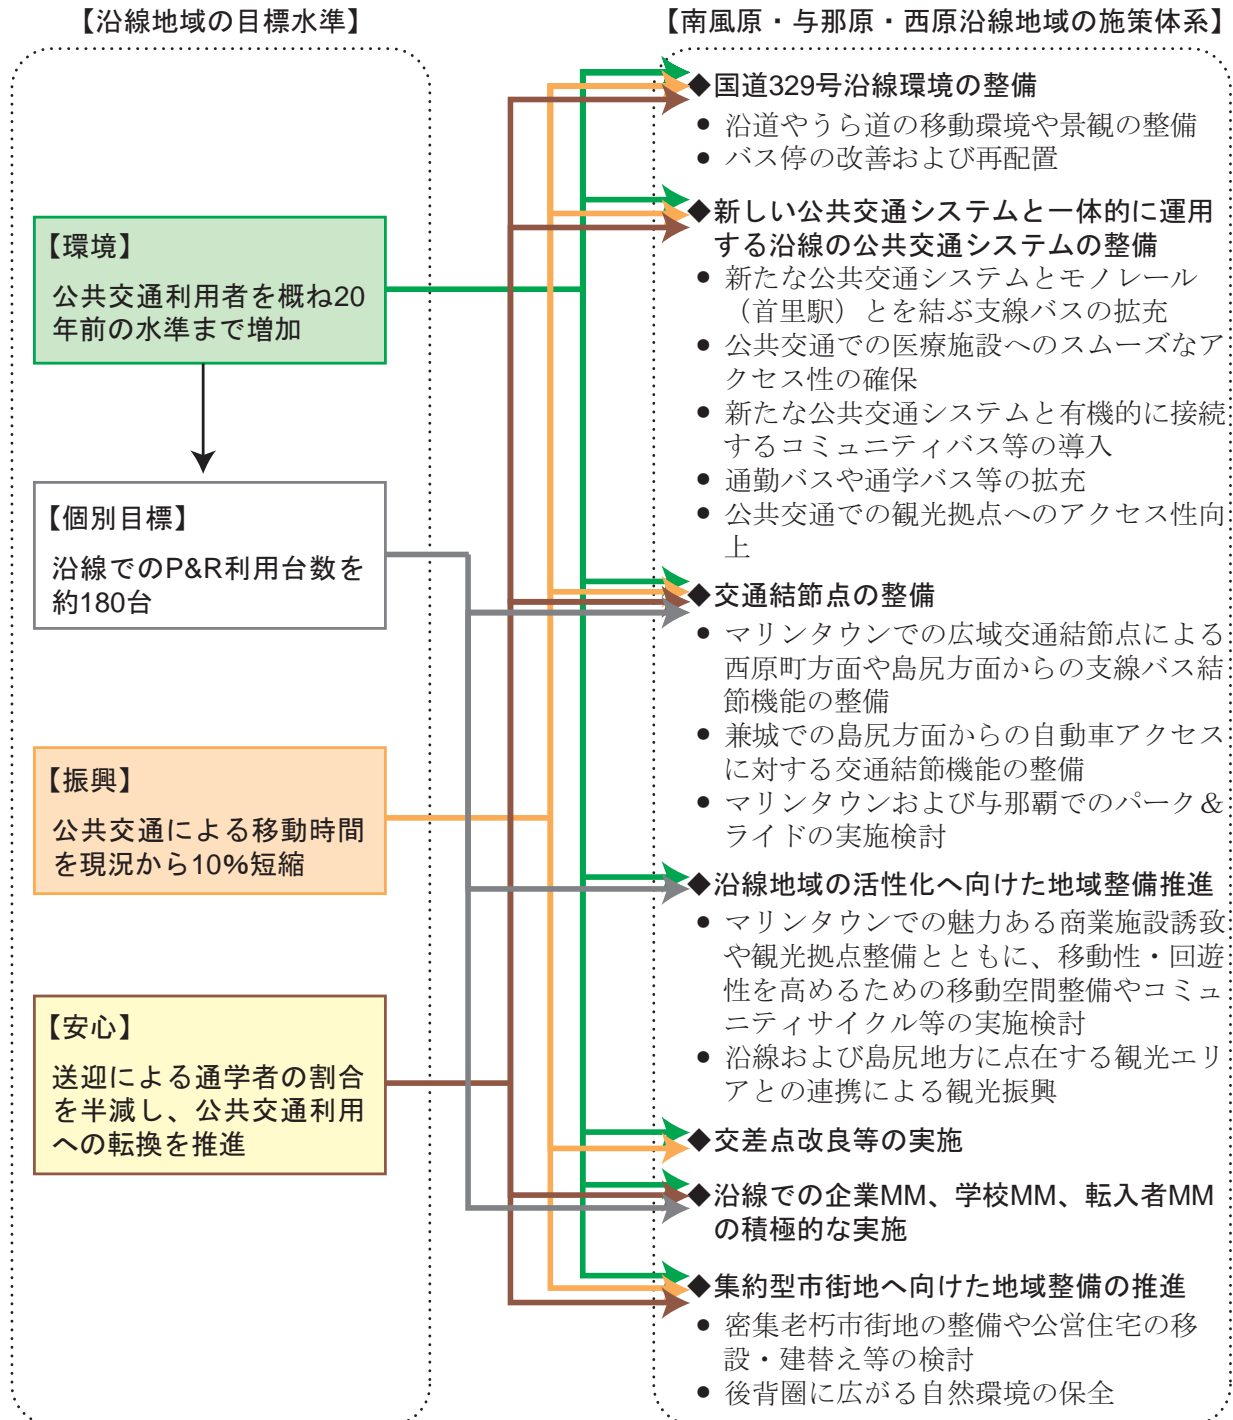 【沿線地域の目標水準】
【環境】
公共交通利用者を概ね20
年前の水準まで増加
【個別目標】
沿線でのP&R利用台数を
約180台
【振興】
公共交通による移動時間
を現況から10%短縮
【安心】
送迎による通学者の割合
を半減し、公共交通利用
への転換を推進
【南風原・与那原・西原沿線地域の施策体系】
◆国道329号沿線環境の整備
● 沿道やうら道の移動環境や景観の整備
● バス停の改善および再配置
◆新しい公共交通システムと一体的に運用
する沿線の公共交通システムの整備
● 新たな公共交通システムとモノレール
（首里駅）とを結ぶ支線バスの拡充
● 公共交通での医療施設へのスムーズなア
クセス性の確保
● 新たな公共交通システムと有機的に接続
するコミュニティバス等の導入
● 通勤バスや通学バス等の拡充
● 公共交通での観光拠点へのアクセス性向
上
◆交通結節点の整備
● マリンタウンでの広域交通結節点による
西原町方面や島尻方面からの支線バス結
節機能の整備
● 兼城での島尻方面からの自動車アクセス
に対する交通結節機能の整備
● マリンタウンおよび与那覇でのパーク＆
ライドの実施検討
◆沿線地域の活性化へ向けた地域整備推進
● マリンタウンでの魅力ある商業施設誘致
や観光拠点整備とともに、移動性・回遊
性を高めるための移動空間整備やコミュ
ニティサイクル等の実施検討
● 沿線および島尻地方に点在する観光エリ
アとの連携による観光振興
◆交差点改良等の実施
◆沿線での企業MM、学校MM、転入者MM
の積極的な実施
◆集約型市街地へ向けた地域整備の推進
● 密集老朽市街地の整備や公営住宅の移
設・建替え等の検討
● 後背圏に広がる自然環境の保全